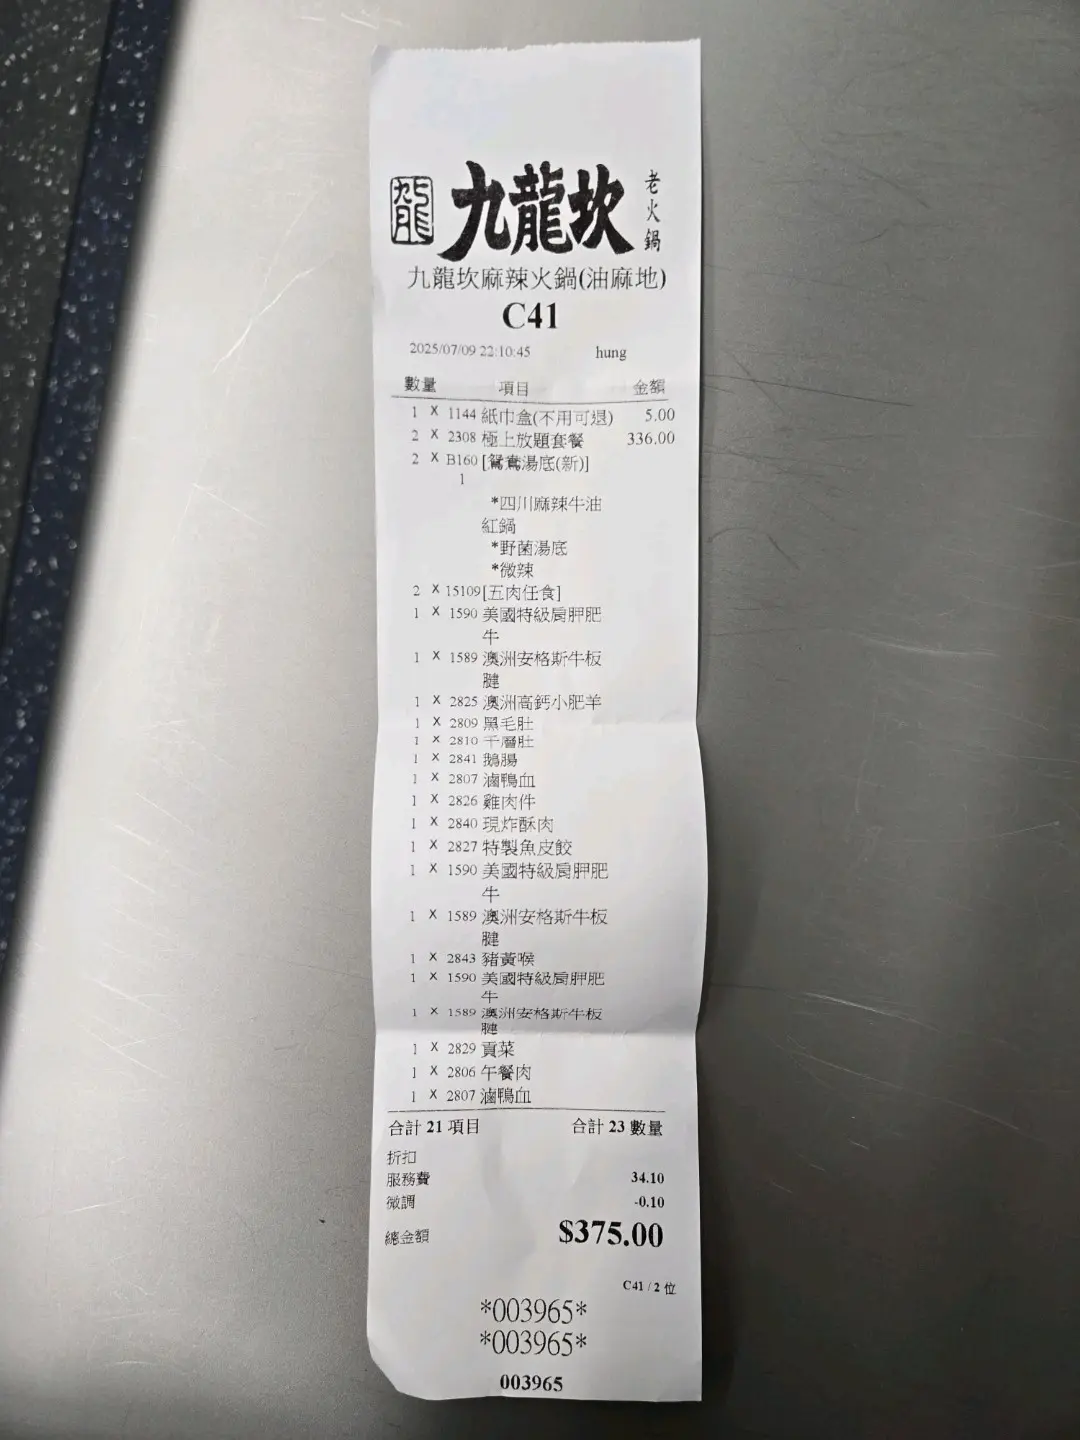 龍 九龍坎 老火鍋
九龍坎麻辣火鍋(油麻地)
C41
2025/07/09 22:10:45 hung
數量 項目 金額
1 X 1144 紙巾盒(不用可退) 5.00
2 X 2308 極上放題套餐 336.00
2 X B160 [鴛鴦湯底(新)]
1
*四川麻辣牛油
紅鍋
*野菌湯底
*微辣
2 X 15109 [五肉任食]
1 X 1590 美國特級肩胛肥
牛
1 X 1589 澳洲安格斯牛板
腱
1 X 2825 澳洲高鈣小肥羊
1 X 2809 黑毛肚
1 X 2810 千層肚
1 X 2841 鵝腸
1 X 2807 滷鴨血
1 X 2826 雞肉件
1 X 2840 現炸酥肉
1 X 2827 特製魚皮餃
1 X 1590 美國特級肩胛肥
牛
1 X 1589 澳洲安格斯牛板
腱
1 X 2843 豬黃喉
1 X 1590 美國特級肩胛肥
牛
1 X 1589 澳洲安格斯牛板
腱
1 X 2829 貢菜
1 X 2806 午餐肉
1 X 2807 滷鴨血
合計 21 項目 合計 23 數量
折扣
服務費 34.10
微調 -0.10
總金額 $375.00
C41 / 2 位
*003965*
*003965*
003965